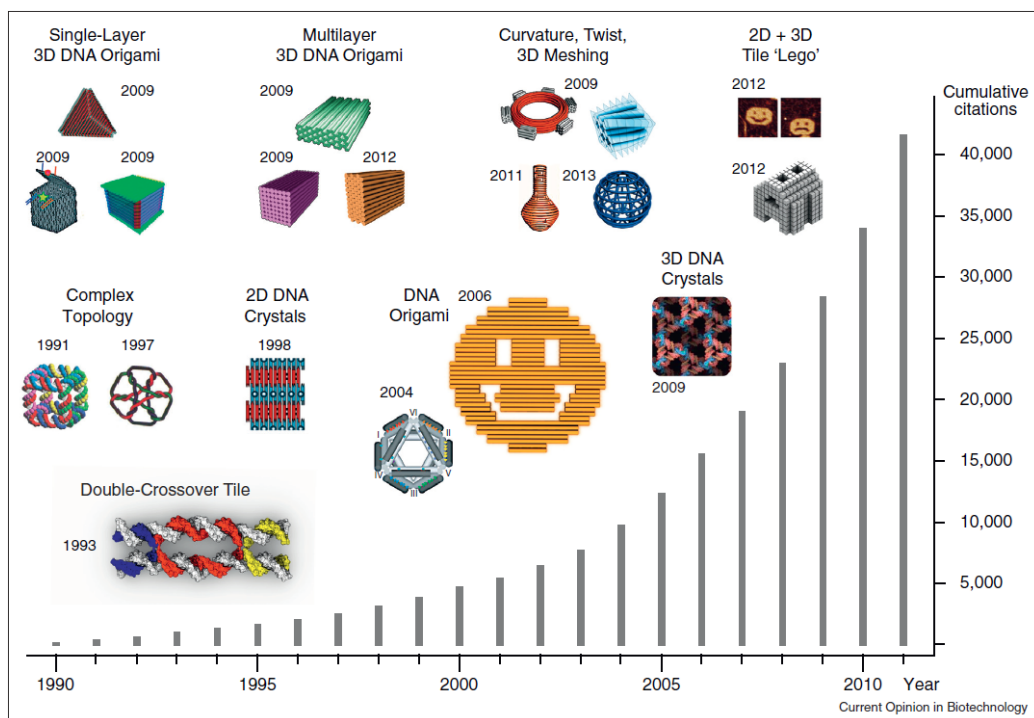 Single-Layer
3D DNA Origami
2009
2009
2009
Multilayer
3D DNA Origami
2009
2009
2012
Curvature, Twist,
3D Meshing
2009
2011
2013
2D + 3D
Tile ‘Lego’
2012
2012
Cumulative
citations
40,000
35,000
30,000
25,000
20,000
15,000
10,000
5,000
Complex
Topology
1991
1997
2D DNA
Crystals
1998
DNA
Origami
2006
2004
VI
I
II
IV
V
III
3D DNA
Crystals
2009
Double-Crossover Tile
1993
1990
1995
2000
2005
2010
Year
Current Opinion in Biotechnology